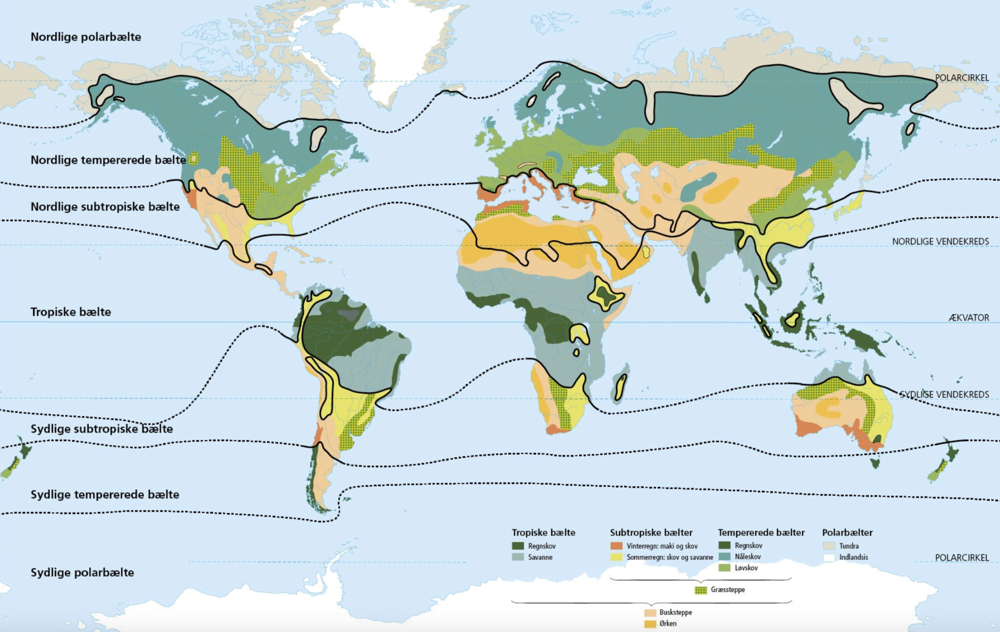 Nordlige polarbælte
POLARCIRKEL
Nordlige tempererede bælte
Nordlige subtropiske bælte
NORDLIGE VENDEKREDS
Tropiske bælte
ÆKVATOR
SYDLIGE VENDEKREDS
Sydlige subtropiske bælte
Sydlige tempererede bælte
Tropiske bælte
Regnskov
Savanne
Subtropiske bælter
Vinterregn: maki og skov
Sommerregn: skov og savanne
Tempererede bælter
Regnskov
Nåleskov
Løvskov
Polarbælter
Tundra
Indlandsis
POLARCIRKEL
Sydlige polarbælte
Græssteppe
Busksteppe
Ørken